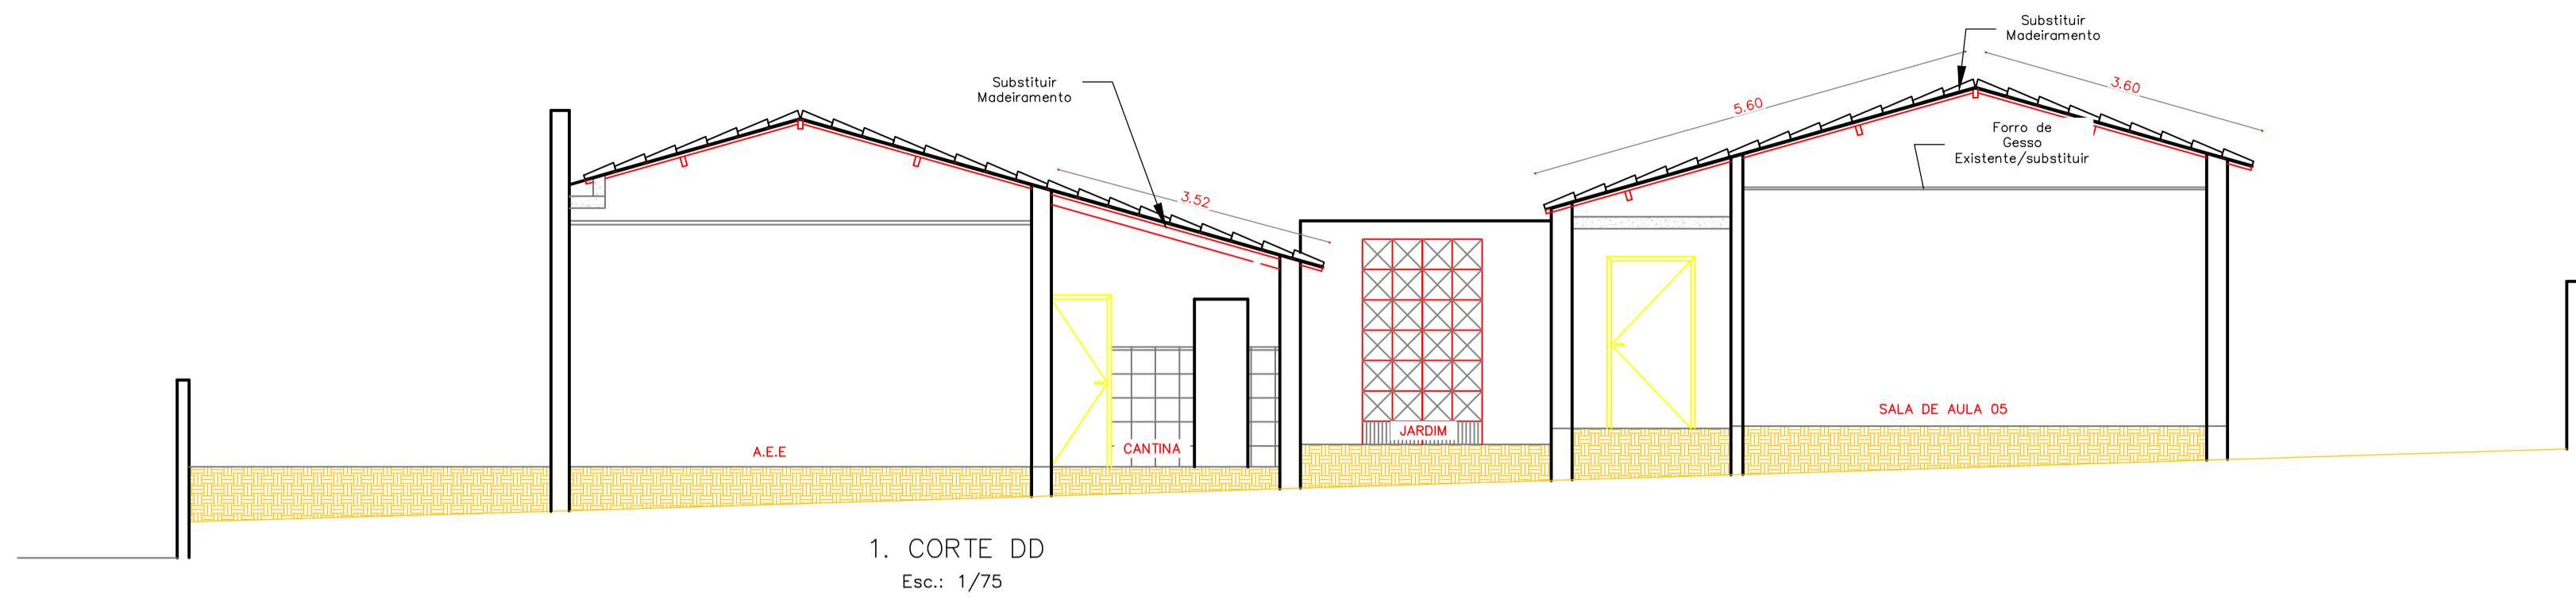 Substituir
Madeiramento
Substituir
Madeiramento
3.60
5.60
Forro de
Gesso
Existente/substituir
3.52
SALA DE AULA 05
JARDIM
CANTINA
A.E.E
1. CORTE DD
Esc.: 1/75